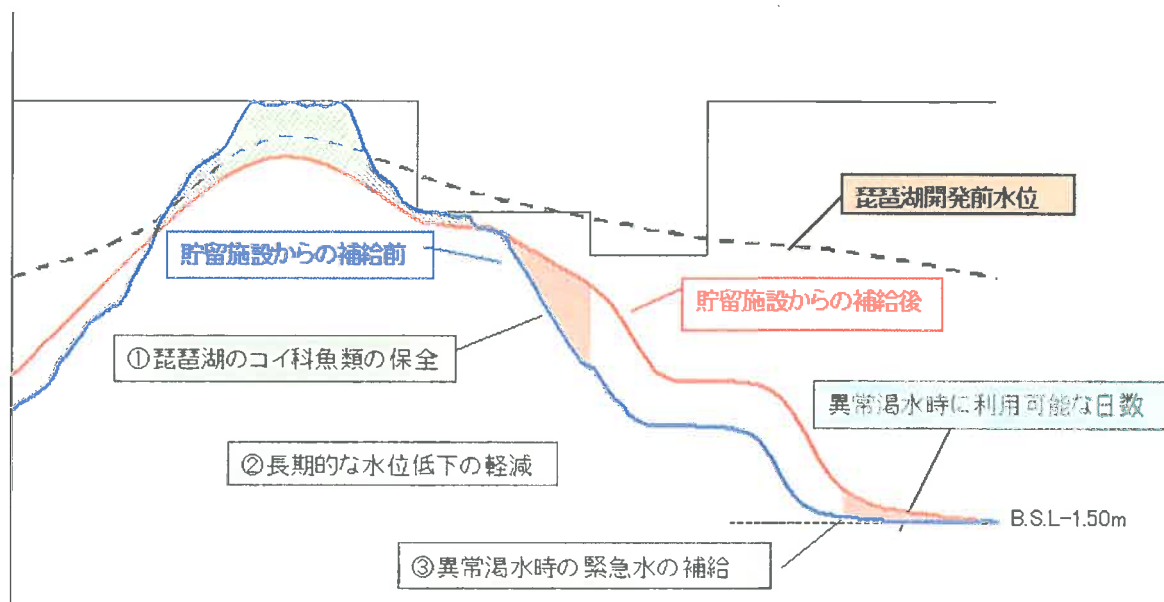 琵琶湖開発前水位
貯留施設からの補給前
貯留施設からの補給後
①琵琶湖のコイ科魚類の保全
異常渇水時に利用可能な日数
②長期的な水位低下の軽減
B.S.L-1.50m
③異常渇水時の緊急水の補給